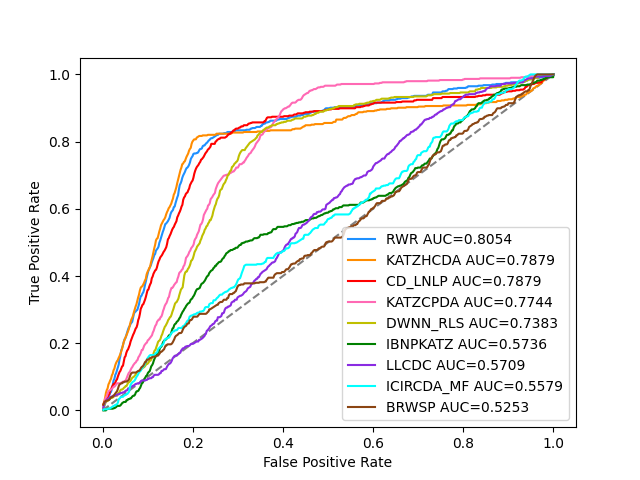 1.0
0.8
0.6
0.4
0.2
0.0
True Positive Rate
RWR AUC=0.8054
KATZHCDA AUC=0.7879
CD_LNLP AUC=0.7879
KATZCPDA AUC=0.7744
DWNN_RLS AUC=0.7383
IBNPKATZ AUC=0.5736
LLCDC AUC=0.5709
ICIRCDA_MF AUC=0.5579
BRWSP AUC=0.5253
0.0 0.2 0.4 0.6 0.8 1.0
False Positive Rate